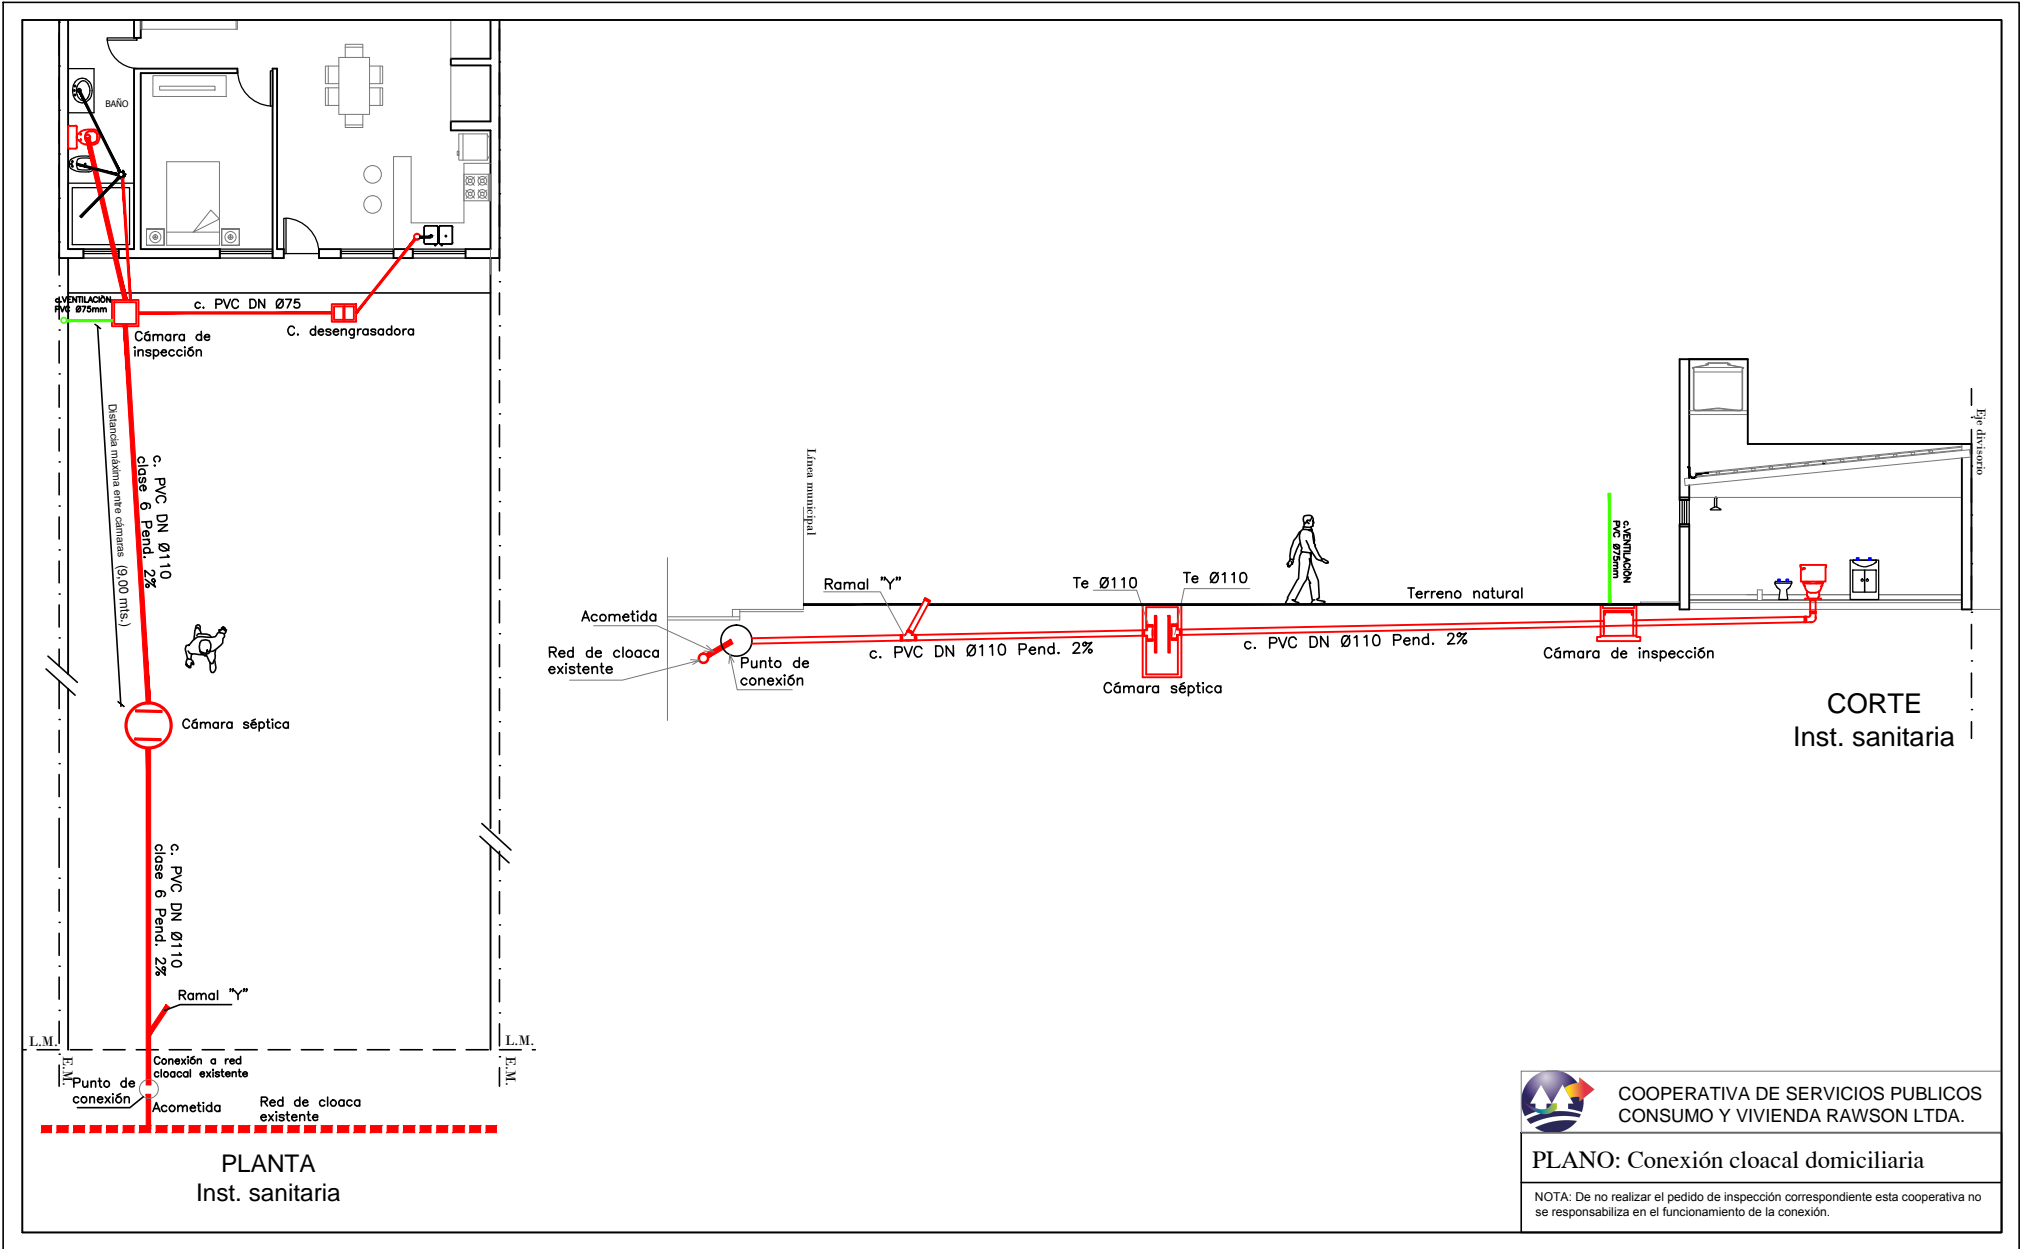 BAÑO
c.VENTILACIÓN
PVC Ø75mm
c. PVC DN Ø75
C. desengrasadora
Cámara de
inspección
Distancia máxima entre cámaras (9,00 mts.)
c. PVC DN Ø110
clase 6 Pend. 2%
Cámara séptica
c. PVC DN Ø110
clase 6 Pend. 2%
Ramal "Y"
L.M.
L.M.
E.M.
E.M.
Conexión a red
cloacal existente
Punto de
conexión
Acometida
Red de cloaca
existente
PLANTA
Inst. sanitaria
Línea municipal
Eje divisorio
c.VENTILACIÓN
PVC Ø75mm
Ramal "Y"
Te Ø110
Te Ø110
Terreno natural
Acometida
Red de cloaca
existente
Punto de
conexión
c. PVC DN Ø110 Pend. 2%
c. PVC DN Ø110 Pend. 2%
Cámara séptica
Cámara de inspección
CORTE
Inst. sanitaria
COOPERATIVA DE SERVICIOS PUBLICOS
CONSUMO Y VIVIENDA RAWSON LTDA.
PLANO: Conexión cloacal domiciliaria
NOTA: De no realizar el pedido de inspección correspondiente esta cooperativa no
se responsabiliza en el funcionamiento de la conexión.